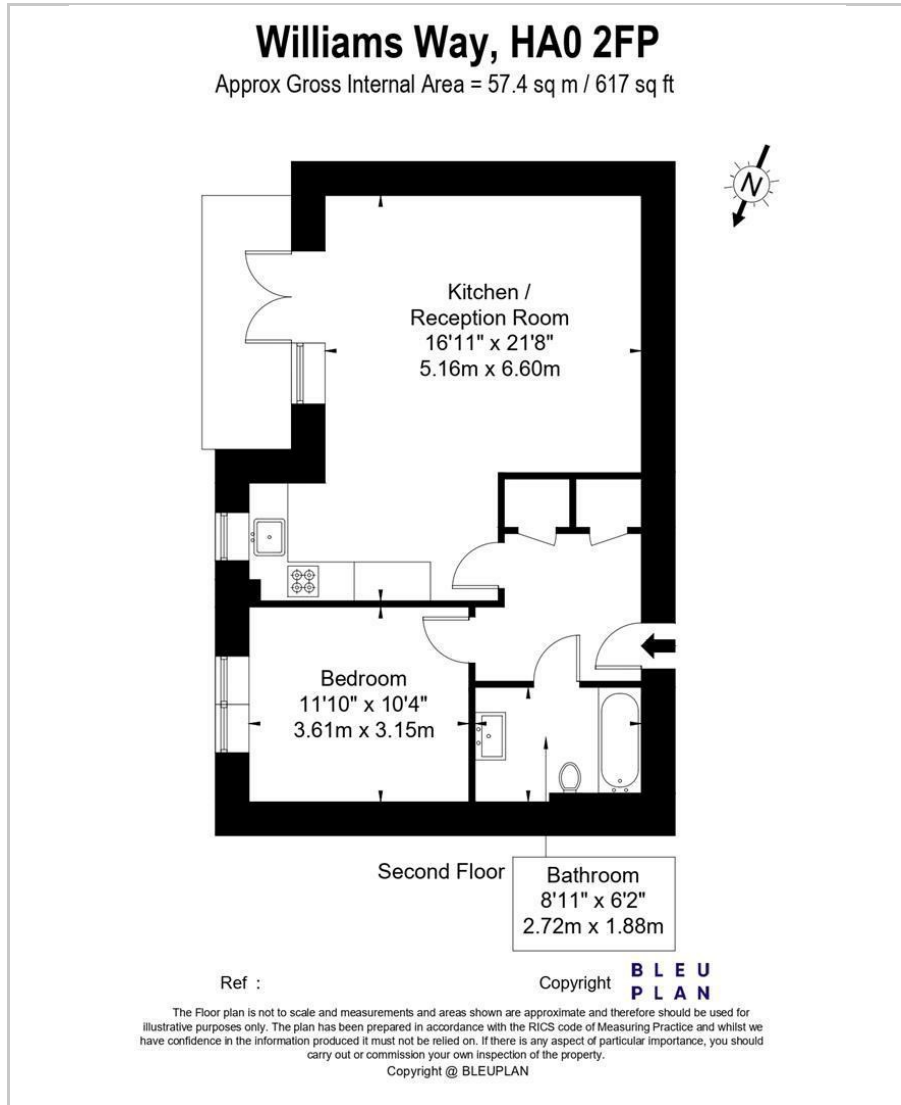 Williams Way, HA0 2FP
Approx Gross Internal Area = 57.4 sq m / 617 sq ft
N
Kitchen /
Reception Room
16'11" x 21'8"
5.16m x 6.60m
Bedroom
11'10" x 10'4"
3.61m x 3.15m
Second Floor
Bathroom
8'11" x 6'2"
2.72m x 1.88m
Ref :
Copyright
BLEU
PLAN
The Floor plan is not to scale and measurements and areas shown are approximate and therefore should be used for
illustrative purposes only. The plan has been prepared in accordance with the RICS code of Measuring Practice and whilst we
have confidence in the information produced it must not be relied on. If there is any aspect of particular importance, you should
carry out or commission your own inspection of the property.
Copyright @ BLEUPLAN